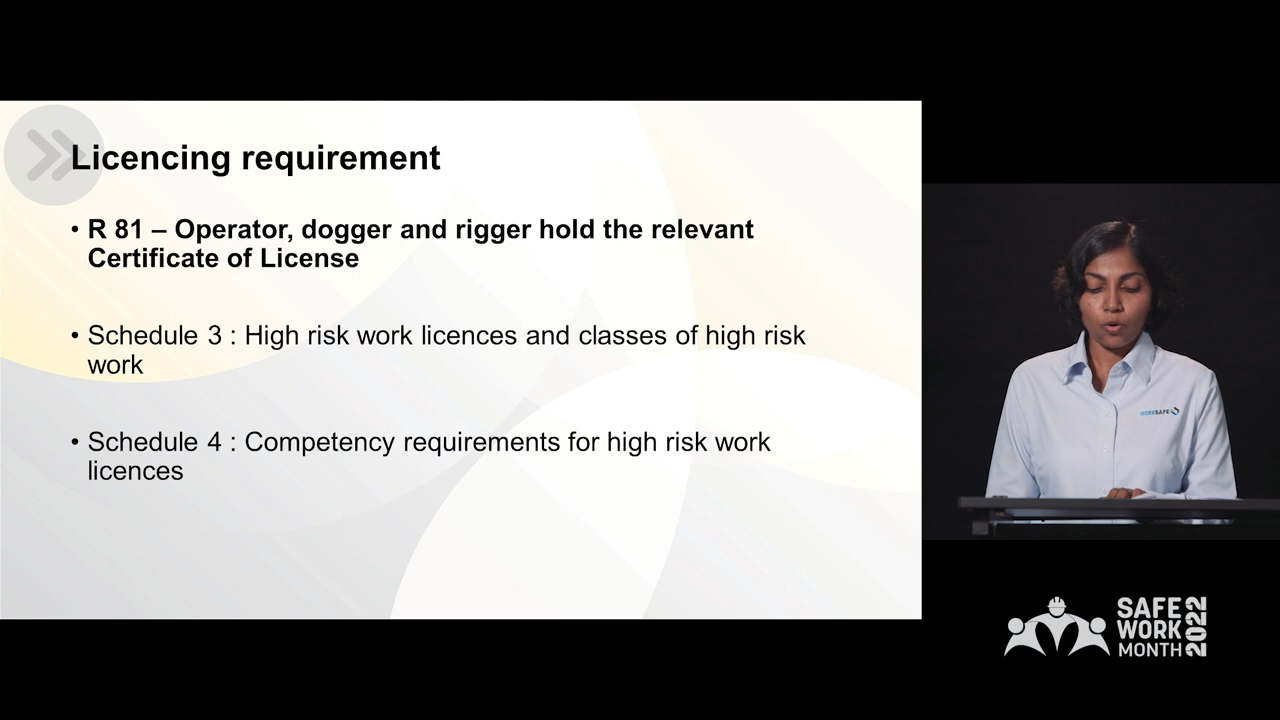 Licencing requirement
• R 81 – Operator, dogger and rigger hold the relevant
Certificate of License
• Schedule 3 : High risk work licences and classes of high risk
work
• Schedule 4 : Competency requirements for high risk work
licences
WORKSAFE
SAFE
WORK
MONTH
2022